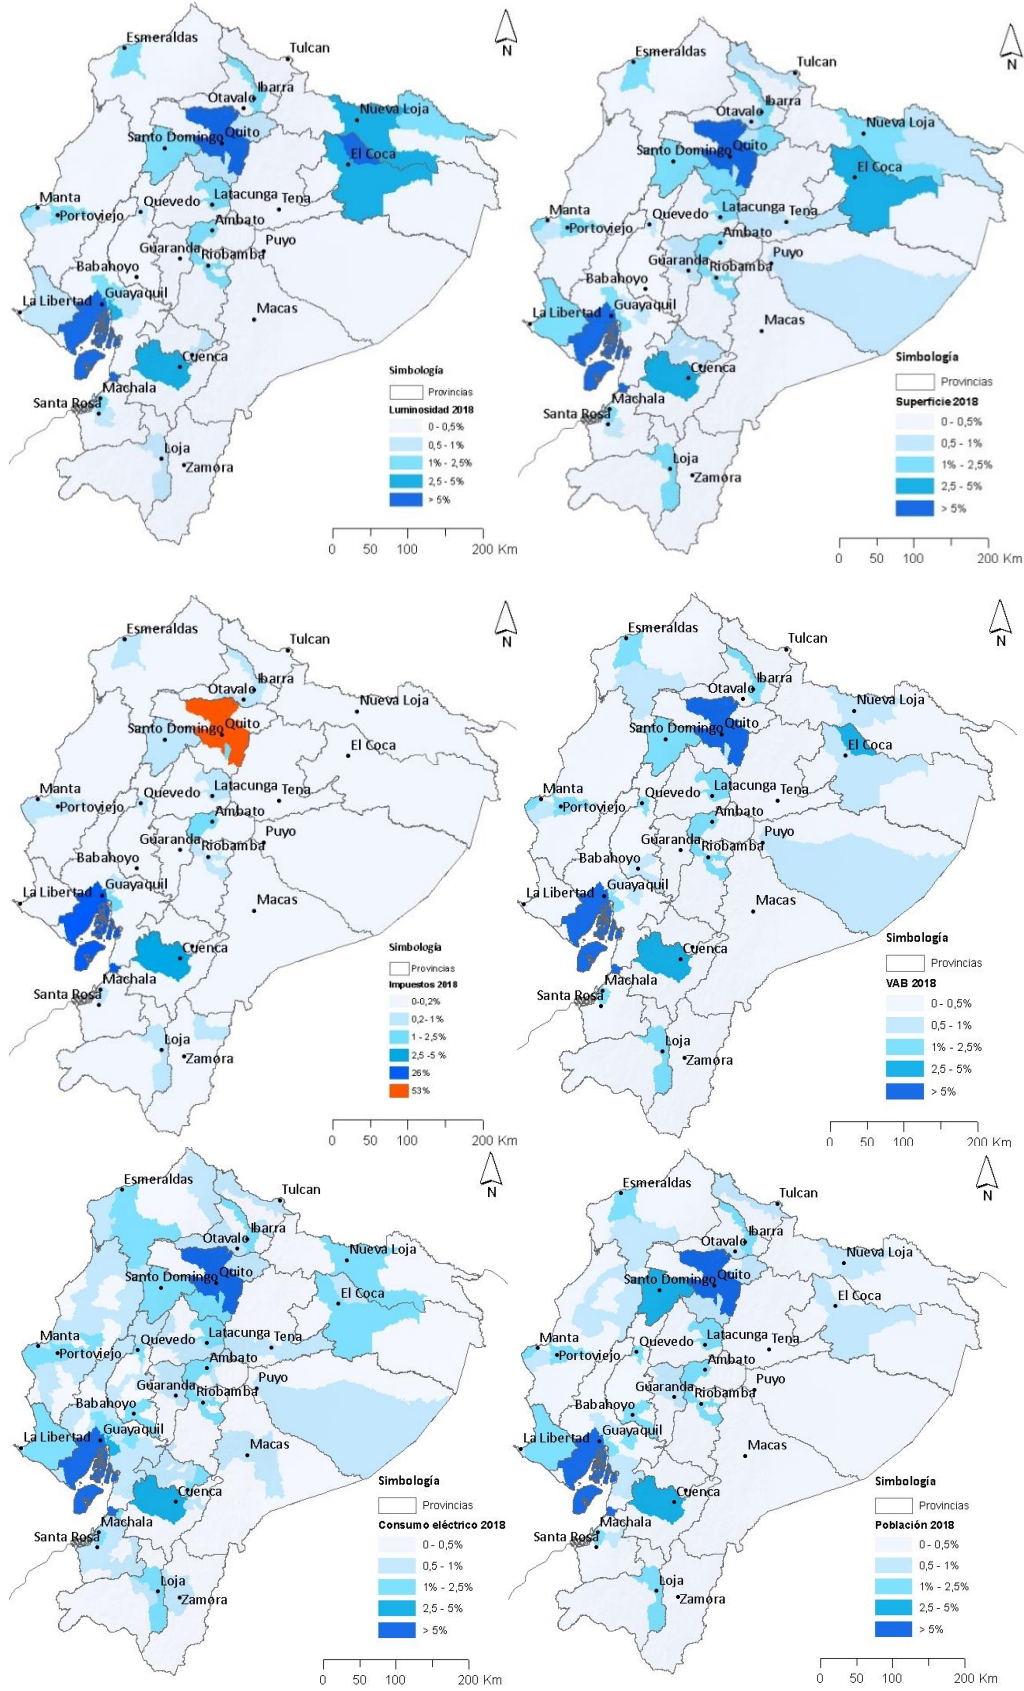 N
Esmeraldas
Tulcan
Ibarra
Otavalo
Nueva Loja
Santo Domingo
Quito
El Coca
Latacunga
Manta
Quevedo
Tena
Portoviejo
Ambato
Guaranda
Puyo
Riobamba
Babahoyo
La Libertad
Guayaquil
Macas
Cuenca
Machala
Santa Rosa
Loja
Zamora
Simbología
Provincias
Luminosidad 2018
0 - 0,5%
0,5 - 1%
1% - 2,5%
2,5 - 5%
> 5%
0 50 100 200 Km
N
Esmeraldas
Tulcan
Ibarra
Otavalo
Nueva Loja
Santo Domingo
Quito
El Coca
Latacunga
Manta
Quevedo
Tena
Portoviejo
Ambato
Guaranda
Puyo
Riobamba
Babahoyo
La Libertad
Guayaquil
Macas
Cuenca
Machala
Santa Rosa
Loja
Zamora
Simbología
Provincias
Superficie 2018
0 - 0,5%
0,5 - 1%
1% - 2,5%
2,5 - 5%
> 5%
0 50 100 200 Km
N
Esmeraldas
Tulcan
Ibarra
Otavalo
Nueva Loja
Santo Domingo
Quito
El Coca
Latacunga
Manta
Quevedo
Tena
Portoviejo
Ambato
Guaranda
Puyo
Riobamba
Babahoyo
La Libertad
Guayaquil
Macas
Cuenca
Machala
Santa Rosa
Loja
Zamora
Simbología
Provincias
Impuestos 2018
0-0,2%
0,2- 1%
1 - 2,5%
2,5 -5 %
26%
53%
0 50 100 200 Km
N
Esmeraldas
Tulcan
Ibarra
Otavalo
Nueva Loja
Santo Domingo
Quito
El Coca
Latacunga
Manta
Quevedo
Tena
Portoviejo
Ambato
Guaranda
Puyo
Riobamba
Babahoyo
La Libertad
Guayaquil
Macas
Cuenca
Machala
Santa Rosa
Loja
Zamora
Simbología
Provincias
VAB 2018
0 - 0,5%
0,5 - 1%
1% - 2,5%
2,5 - 5%
> 5%
0 50 100 200 Km
N
Esmeraldas
Tulcan
Ibarra
Otavalo
Nueva Loja
Santo Domingo
Quito
El Coca
Latacunga
Manta
Quevedo
Tena
Portoviejo
Ambato
Guaranda
Puyo
Riobamba
Babahoyo
La Libertad
Guayaquil
Macas
Cuenca
Machala
Santa Rosa
Loja
Zamora
Simbología
Provincias
Consumo eléctrico 2018
0 - 0,5%
0,5 - 1%
1% - 2,5%
2,5 - 5%
> 5%
0 50 100 200 Km
N
Esmeraldas
Tulcan
Ibarra
Otavalo
Nueva Loja
Santo Domingo
Quito
El Coca
Latacunga
Manta
Quevedo
Tena
Portoviejo
Ambato
Guaranda
Puyo
Riobamba
Babahoyo
La Libertad
Guayaquil
Macas
Cuenca
Machala
Santa Rosa
Loja
Zamora
Simbología
Provincias
Población 2018
0 - 0,5%
0,5 - 1%
1% - 2,5%
2,5 - 5%
> 5%
0 50 100 200 Km